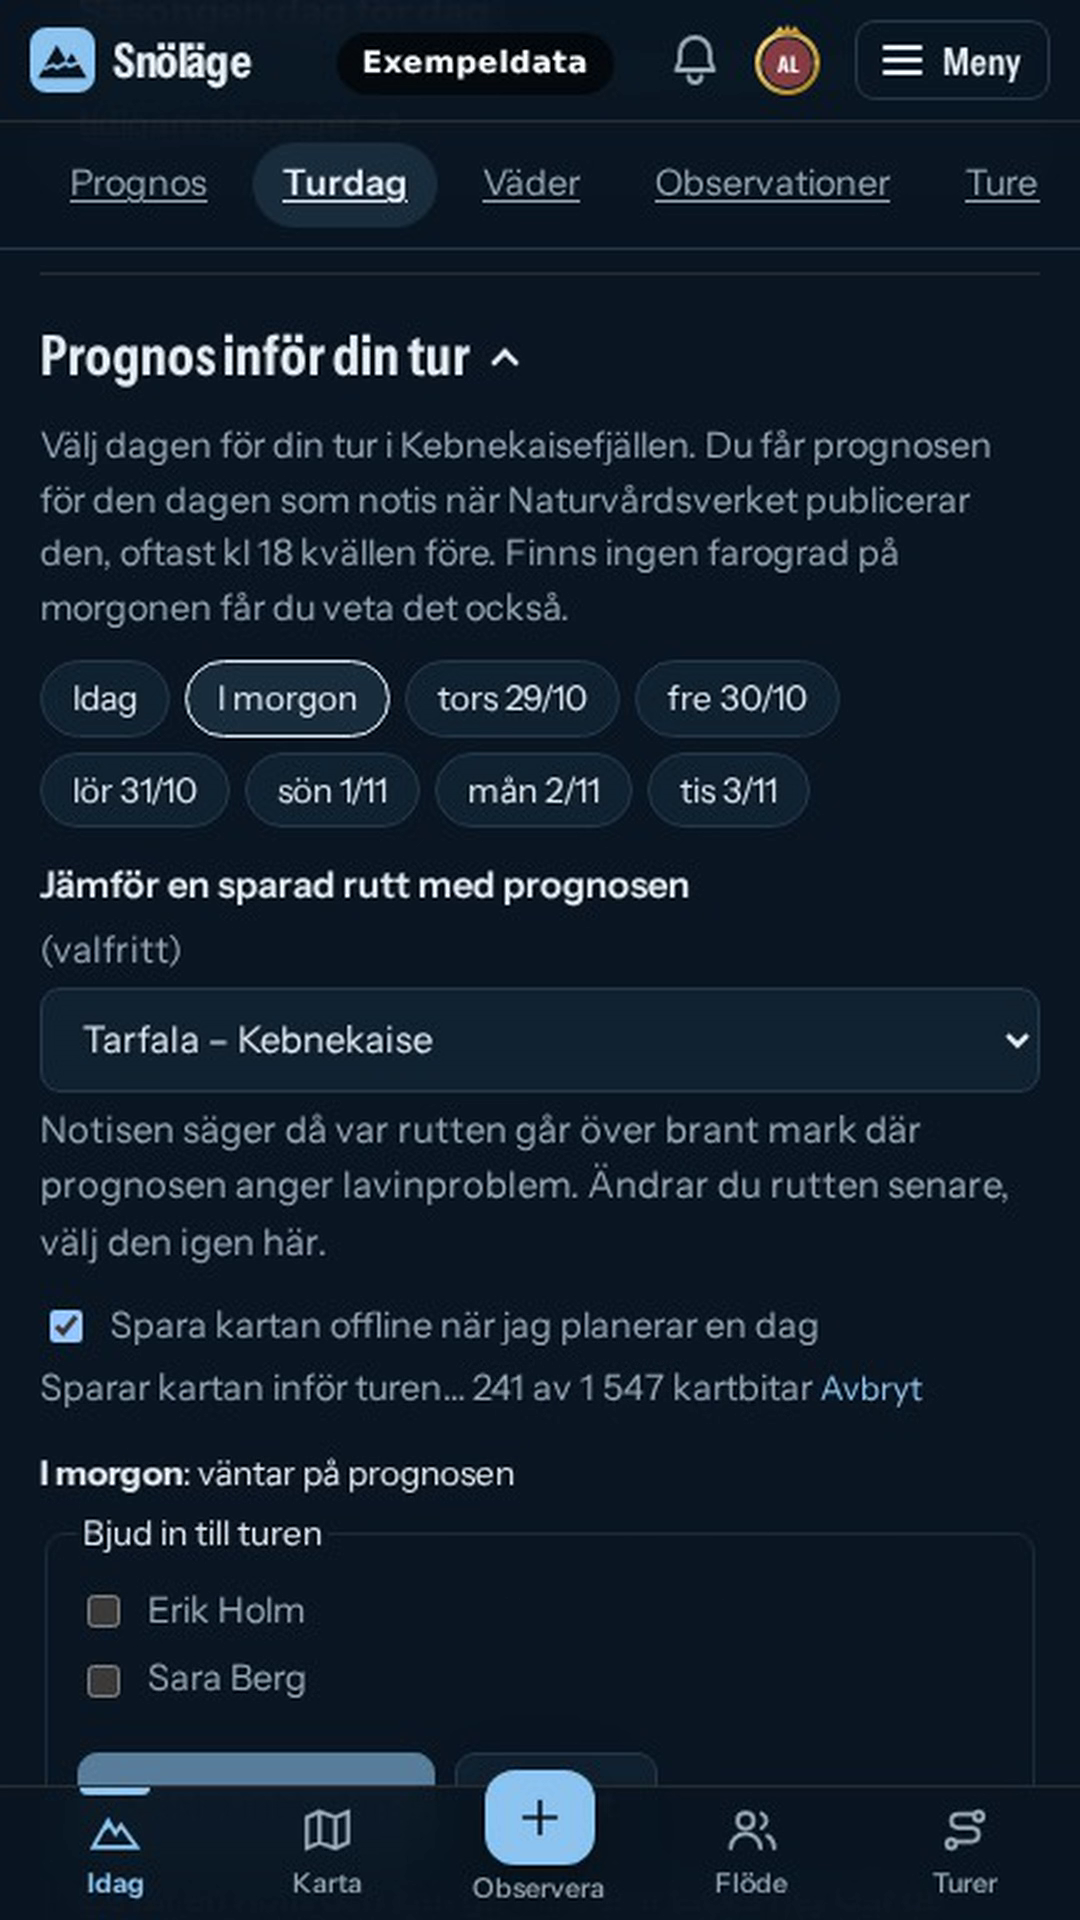 Snöläge
Exempeldata
AL
Meny
Prognos
Turdag
Väder
Observationer
Ture
Prognos inför din tur
Välj dagen för din tur i Kebnekaisefjällen. Du får prognosen
för den dagen som notis när Naturvårdsverket publicerar
den, oftast kl 18 kvällen före. Finns ingen farograd på
morgonen får du veta det också.
Idag
I morgon
tors 29/10
fre 30/10
lör 31/10
sön 1/11
mån 2/11
tis 3/11
Jämför en sparad rutt med prognosen
(valfritt)
Tarfala – Kebnekaise
Notisen säger då var rutten går över brant mark där
prognosen anger lavinproblem. Ändrar du rutten senare,
välj den igen här.
Spara kartan offline när jag planerar en dag
Sparar kartan inför turen... 241 av 1 547 kartbitar Avbryt
I morgon: väntar på prognosen
Bjud in till turen
Erik Holm
Sara Berg
Idag
Karta
Observera
Flöde
Turer